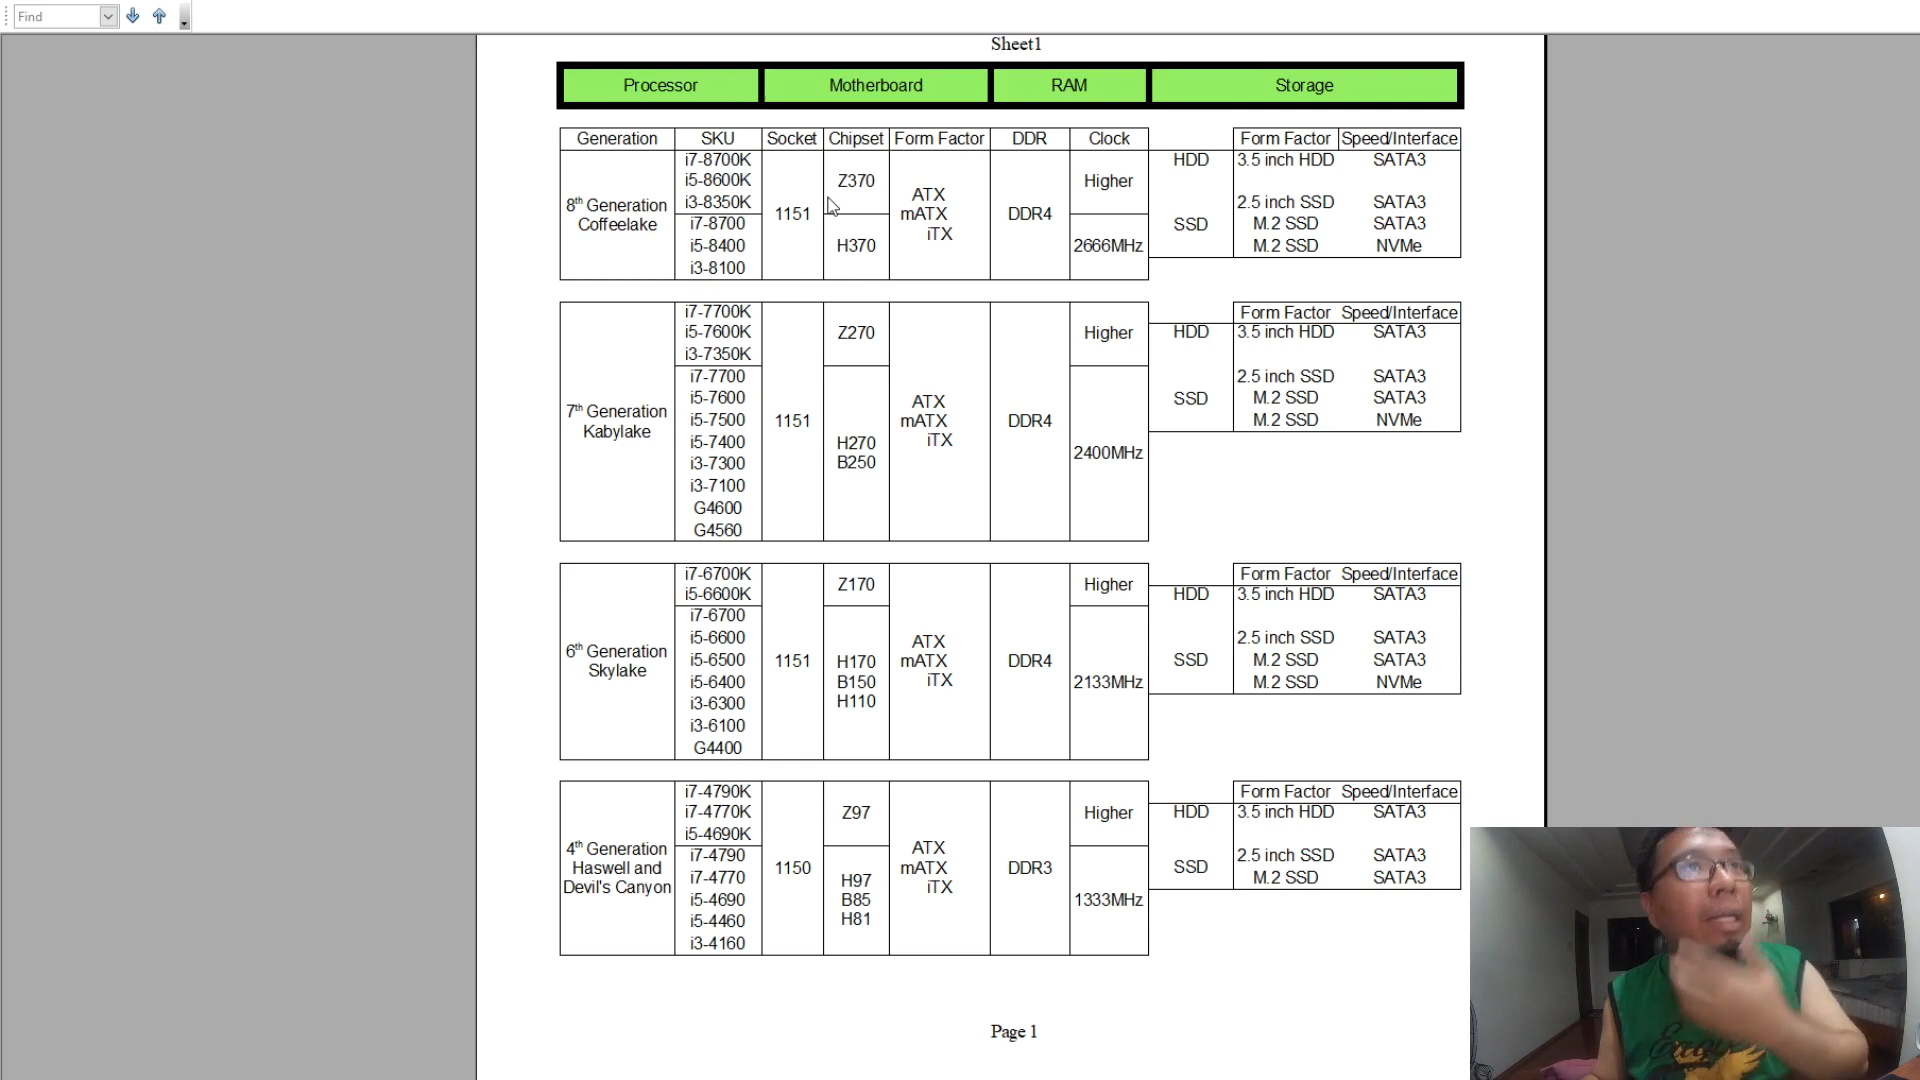 Find
Sheet1
Processor Motherboard RAM Storage
Generation SKU Socket Chipset Form Factor DDR Clock Form Factor Speed/Interface
8th Generation Coffeelake
i7-8700K
i5-8600K
i3-8350K
i7-8700
i5-8400
i3-8100
1151
Z370
H370
ATX
mATX
iTX
DDR4
Higher
2666MHz
HDD 3.5 inch HDD SATA3
SSD
2.5 inch SSD SATA3
M.2 SSD SATA3
M.2 SSD NVMe
7th Generation Kabylake
i7-7700K
i5-7600K
i3-7350K
i7-7700
i5-7600
i5-7500
i5-7400
i3-7300
i3-7100
G4600
G4560
1151
Z270
H270
B250
ATX
mATX
iTX
DDR4
Higher
2400MHz
Form Factor Speed/Interface
HDD 3.5 inch HDD SATA3
SSD
2.5 inch SSD SATA3
M.2 SSD SATA3
M.2 SSD NVMe
6th Generation Skylake
i7-6700K
i5-6600K
i7-6700
i5-6600
i5-6500
i5-6400
i3-6300
i3-6100
G4400
1151
Z170
H170
B150
H110
ATX
mATX
iTX
DDR4
Higher
2133MHz
Form Factor Speed/Interface
HDD 3.5 inch HDD SATA3
SSD
2.5 inch SSD SATA3
M.2 SSD SATA3
M.2 SSD NVMe
4th Generation Haswell and Devil's Canyon
i7-4790K
i7-4770K
i5-4690K
i7-4790
i7-4770
i5-4690
i5-4460
i3-4160
1150
Z97
H97
B85
H81
ATX
mATX
iTX
DDR3
Higher
1333MHz
Form Factor Speed/Interface
HDD 3.5 inch HDD SATA3
SSD
2.5 inch SSD SATA3
M.2 SSD SATA3
Page 1